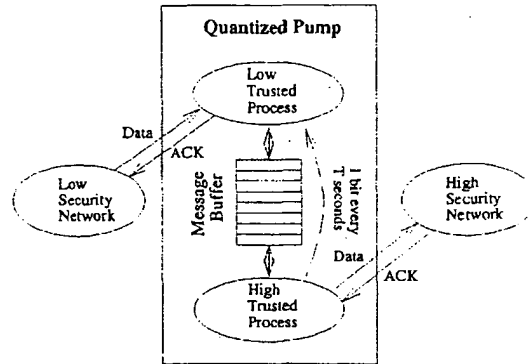 Quantized Pump
Low
Trusted
Process
Data
ACK
Low
Security
Network
Message
Buffer
1 bit every
T seconds
High
Security
Network
Data
ACK
High
Trusted
Process